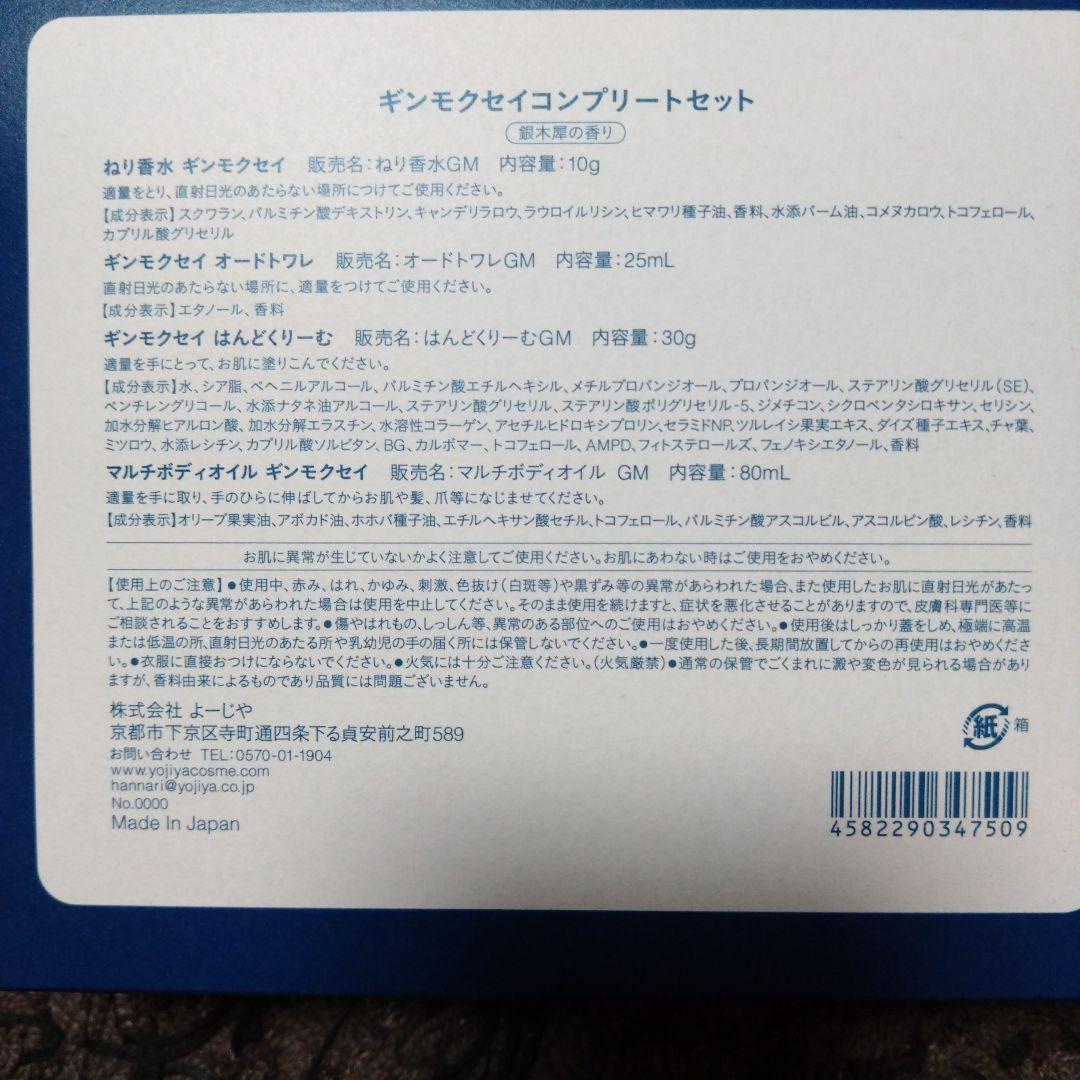 ギンモクセイコンプリートセット
銀木犀の香り
ねり香水 ギンモクセイ 販売名：ねり香水GM 内容量：10g
適量をとり、直射日光のあたらない場所につけてご使用ください。
【成分表示】スクワラン、パルミチン酸デキストリン、キャンデリラロウ、ラウロイルリシン、ヒマワリ種子油、香料、水添パーム油、コメヌカロウ、トコフェロール、
カプリル酸グリセリル
ギンモクセイ オードトワレ 販売名：オードトワレGM 内容量：25mL
直射日光のあたらない場所に、適量をつけてご使用ください。
【成分表示】エタノール、香料
ギンモクセイ はんどくりーむ 販売名：はんどくりーむGM 内容量：30g
適量を手にとって、お肌に塗りこんでください。
【成分表示】水、シア脂、ベヘニルアルコール、パルミチン酸エチルヘキシル、メチルプロパンジオール、プロパンジオール、ステアリン酸グリセリル（SE）、
ペンチレングリコール、水添ナタネ油アルコール、ステアリン酸グリセリル、ステアリン酸ポリグリセリル-5、ジメチコン、シクロペンタシロキサン、セリシン、
加水分解ヒアルロン酸、加水分解エラスチン、水溶性コラーゲン、アセチルヒドロキシプロリン、セラミドNP、ツルレイシ果実エキス、ダイズ種子エキス、チャ葉、
ミツロウ、水添レシチン、カプリル酸ソルビタン、BG、カルボマー、トコフェロール、AMPD、フィトステロールズ、フェノキシエタノール、香料
マルチボディオイル ギンモクセイ 販売名：マルチボディオイル GM 内容量：80mL
適量を手に取り、手のひらに伸ばしてからお肌や髪、爪等になじませてください。
【成分表示】オリーブ果実油、アボカド油、ホホバ種子油、エチルヘキサン酸セチル、トコフェロール、パルミチン酸アスコルビル、アスコルビン酸、レシチン、香料
お肌に異常が生じていないかよく注意してご使用ください。お肌にあわない時はご使用をおやめください。
【使用上のご注意】●使用中、赤み、はれ、かゆみ、刺激、色抜け（白斑等）や黒ずみ等の異常があらわれた場合、また使用したお肌に直射日光があたっ
て、上記のような異常があらわれた場合は使用を中止してください。そのまま使用を続けますと、症状を悪化させることがありますので、皮膚科専門医等に
ご相談されることをおすすめします。●傷やはれもの、しっしん等、異常のある部位へのご使用はおやめください。●使用後はしっかり蓋をしめ、極端に高温
または低温の所、直射日光のあたる所や乳幼児の手の届く所には保管しないでください。●一度使用した後、長期間放置してからの再使用はおやめくださ
い。●衣服に直接おつけにならないでください。●火気には十分ご注意ください。（火気厳禁）●通常の保管でごくまれに澱や変色が見られる場合があり
ますが、香料由来によるものであり品質には問題ございません。
株式会社 よーじや
京都市下京区寺町通四条下る貞安前之町589
お問い合わせ TEL：0570-01-1904
www.yojiyacosme.com
hannari@yojiya.co.jp
No.0000
Made In Japan
紙 箱
4582290347509